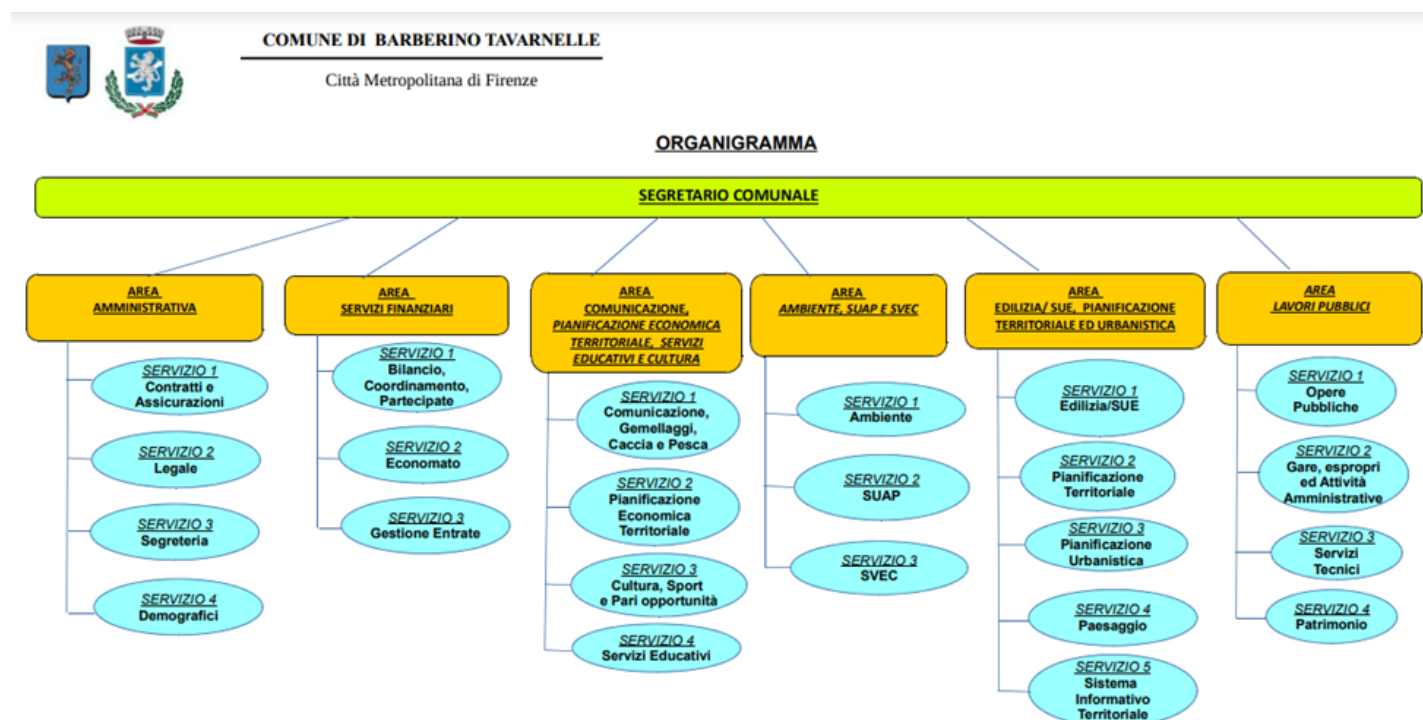 COMUNE DI BARBERINO TAVARNELLE
Città Metropolitana di Firenze
ORGANIGRAMMA
SEGRETARIO COMUNALE
AREA
AMMINISTRATIVA
SERVIZIO 1
Contratti e
Assicurazioni
SERVIZIO 2
Legale
SERVIZIO 3
Segreteria
SERVIZIO 4
Demografici
AREA
SERVIZI FINANZIARI
SERVIZIO 1
Bilancio,
Coordinamento,
Partecipate
SERVIZIO 2
Economato
SERVIZIO 3
Gestione Entrate
AREA
COMUNICAZIONE,
PIANIFICAZIONE ECONOMICA
TERRITORIALE, SERVIZI
EDUCATIVI E CULTURA
SERVIZIO 1
Comunicazione,
Gemellaggi,
Caccia e Pesca
SERVIZIO 2
Pianificazione
Economica
Territoriale
SERVIZIO 3
Cultura, Sport
e Pari opportunità
SERVIZIO 4
Servizi Educativi
AREA
AMBIENTE, SUAP E SVEC
SERVIZIO 1
Ambiente
SERVIZIO 2
SUAP
SERVIZIO 3
SVEC
AREA
EDILIZIA/ SUE, PIANIFICAZIONE
TERRITORIALE ED URBANISTICA
SERVIZIO 1
Edilizia/SUE
SERVIZIO 2
Pianificazione
Territoriale
SERVIZIO 3
Pianificazione
Urbanistica
SERVIZIO 4
Paesaggio
SERVIZIO 5
Sistema
Informativo
Territoriale
AREA
LAVORI PUBBLICI
SERVIZIO 1
Opere
Pubbliche
SERVIZIO 2
Gare, espropri
ed Attività
Amministrative
SERVIZIO 3
Servizi
Tecnici
SERVIZIO 4
Patrimonio